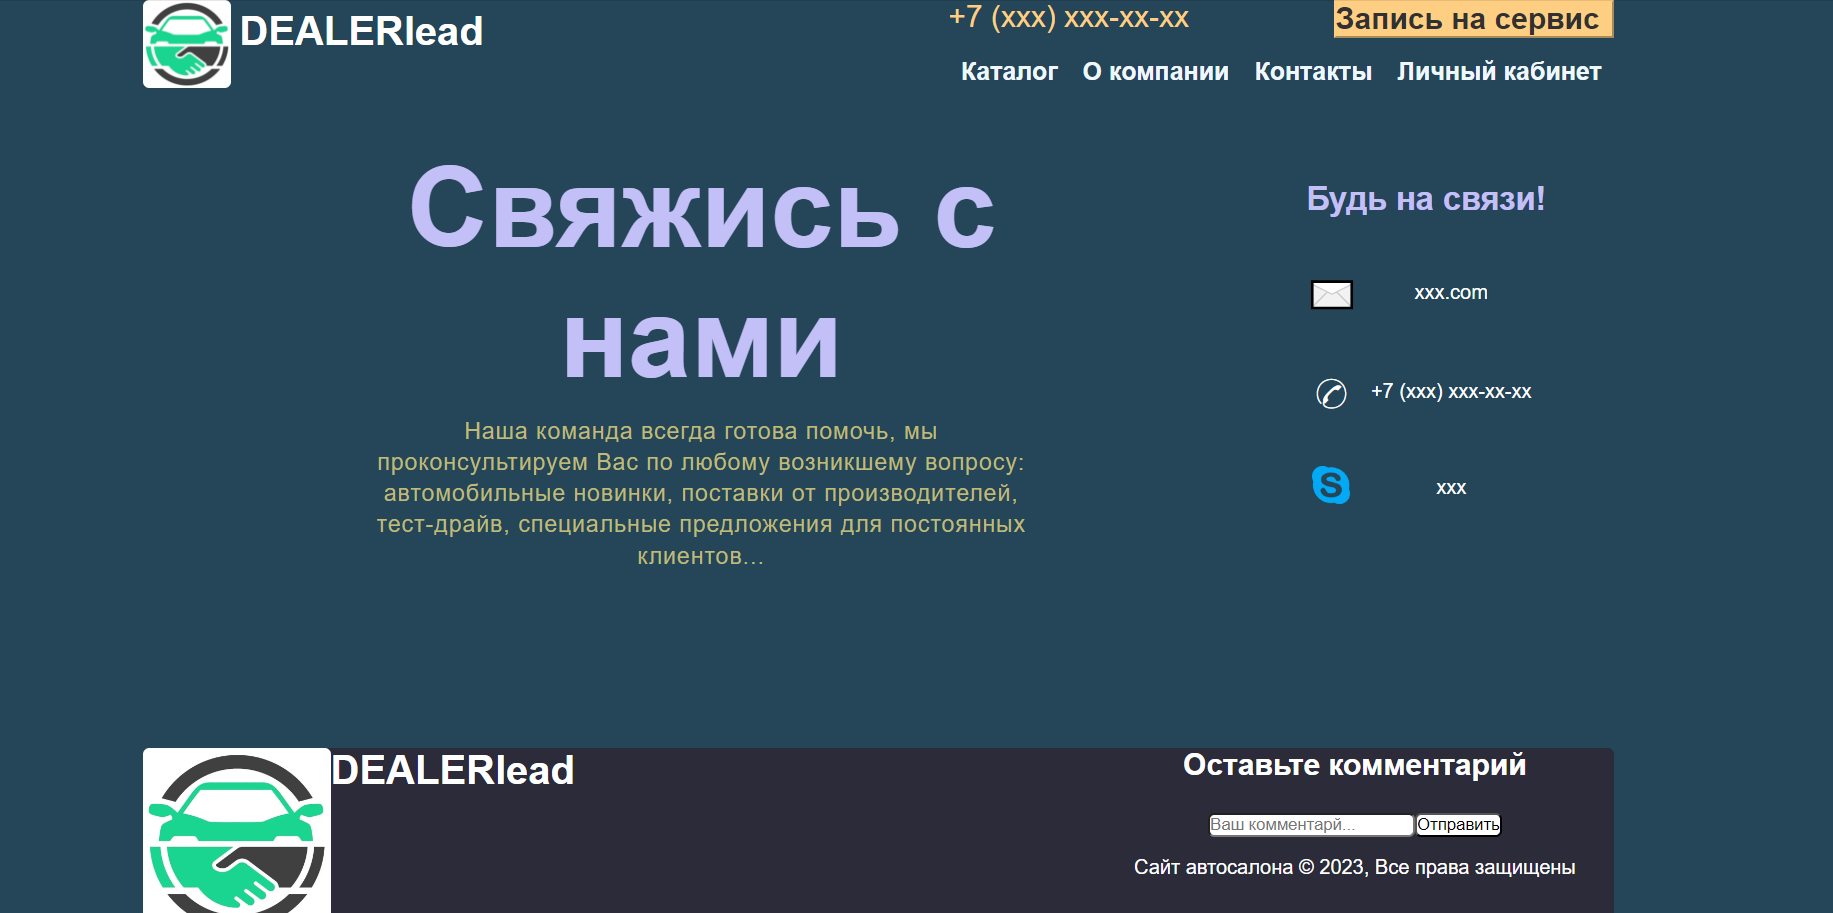 DEALERlead
+7 (xxx) xxx-xx-xx
Запись на сервис
Каталог О компании Контакты Личный кабинет
Свяжись с
нами
Наша команда всегда готова помочь, мы
проконсультируем Вас по любому возникшему вопросу:
автомобильные новинки, поставки от производителей,
тест-драйв, специальные предложения для постоянных
клиентов...
Будь на связи!
xxx.com
+7 (xxx) xxx-xx-xx
xxx
DEALERlead
Оставьте комментарий
Ваш комментарй...
Отправить
Сайт автосалона © 2023, Все права защищены